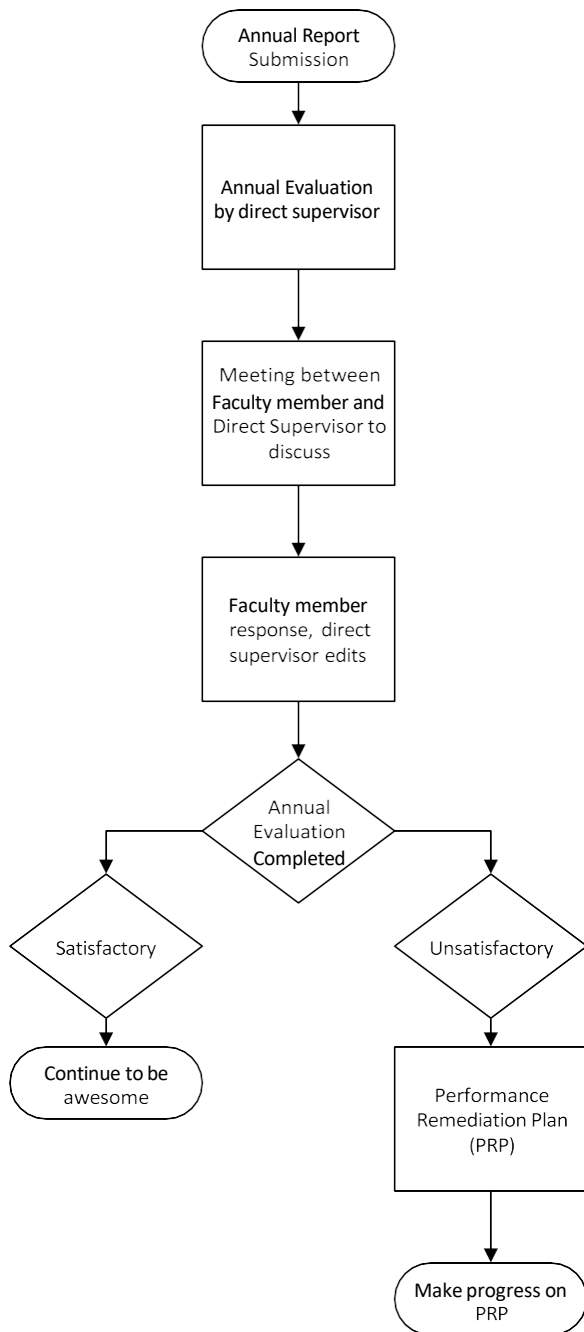 Annual Report
Submission
Annual Evaluation
by direct supervisor
Meeting between
Faculty member and
Direct Supervisor to
discuss
Faculty member
response, direct
supervisor edits
Annual
Evaluation
Completed
Satisfactory
Unsatisfactory
Continue to be
awesome
Performance
Remediation Plan
(PRP)
Make progress on
PRP